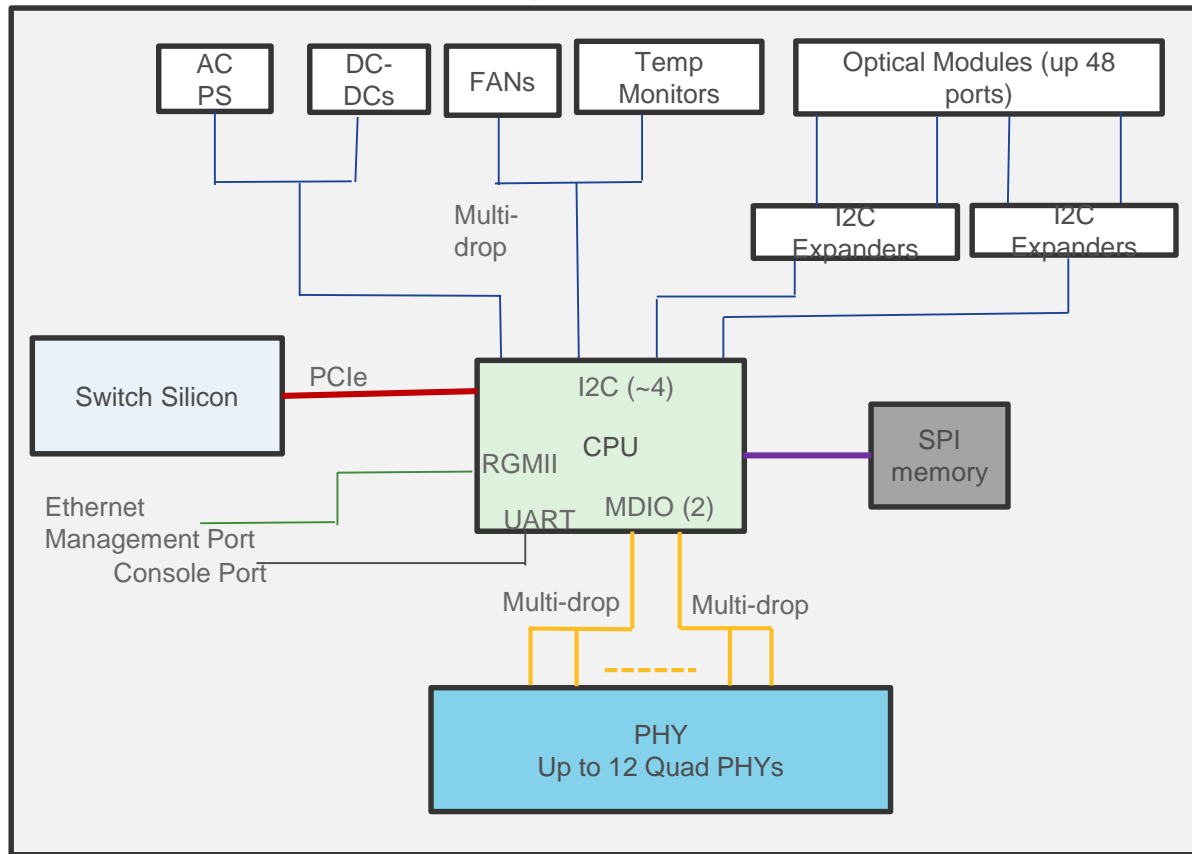 AC
PS
DC-
DCs
FANs
Temp
Monitors
Optical Modules (up 48
ports)
Multi-
drop
I2C
Expanders
I2C
Expanders
Switch Silicon
PCIe
I2C (~4)
CPU
RGMII
UART
MDIO (2)
SPI
memory
Ethernet
Management Port
Console Port
Multi-drop
Multi-drop
PHY
Up to 12 Quad PHYs